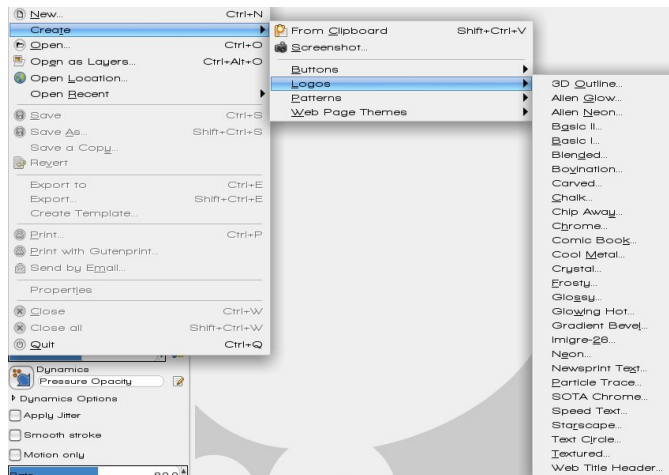 New... Ctrl+N
Create
Open... Ctrl+O
Open as Layers... Ctrl+Alt+O
Open Location...
Open Recent
Save Ctrl+S
Save As... Shift+Ctrl+S
Save a Copy...
Revert
Export to Ctrl+E
Export... Shift+Ctrl+E
Create Template...
Print... Ctrl+P
Print with Gutenprint...
Send by Email...
Properties
Close Ctrl+W
Close all Shift+Ctrl+W
Quit Ctrl+Q
From Clipboard Shift+Ctrl+V
Screenshot...
Buttons
Logos
Patterns
Web Page Themes
3D Outline...
Alien Glow...
Alien Neon...
Basic II...
Basic I...
Blended...
Bovination...
Carved...
Chalk...
Chip Away...
Chrome...
Comic Book...
Cool Metal...
Crystal...
Frosty...
Glossy...
Glowing Hot...
Gradient Bevel...
Imigre-26...
Neon...
Newsprint Text...
Particle Trace...
SOTA Chrome...
Speed Text...
Starscape...
Text Circle...
Textured...
Web Title Header...
Dynamics
Pressure Opacity
Dynamics Options
Apply Jitter
Smooth stroke
Motion only